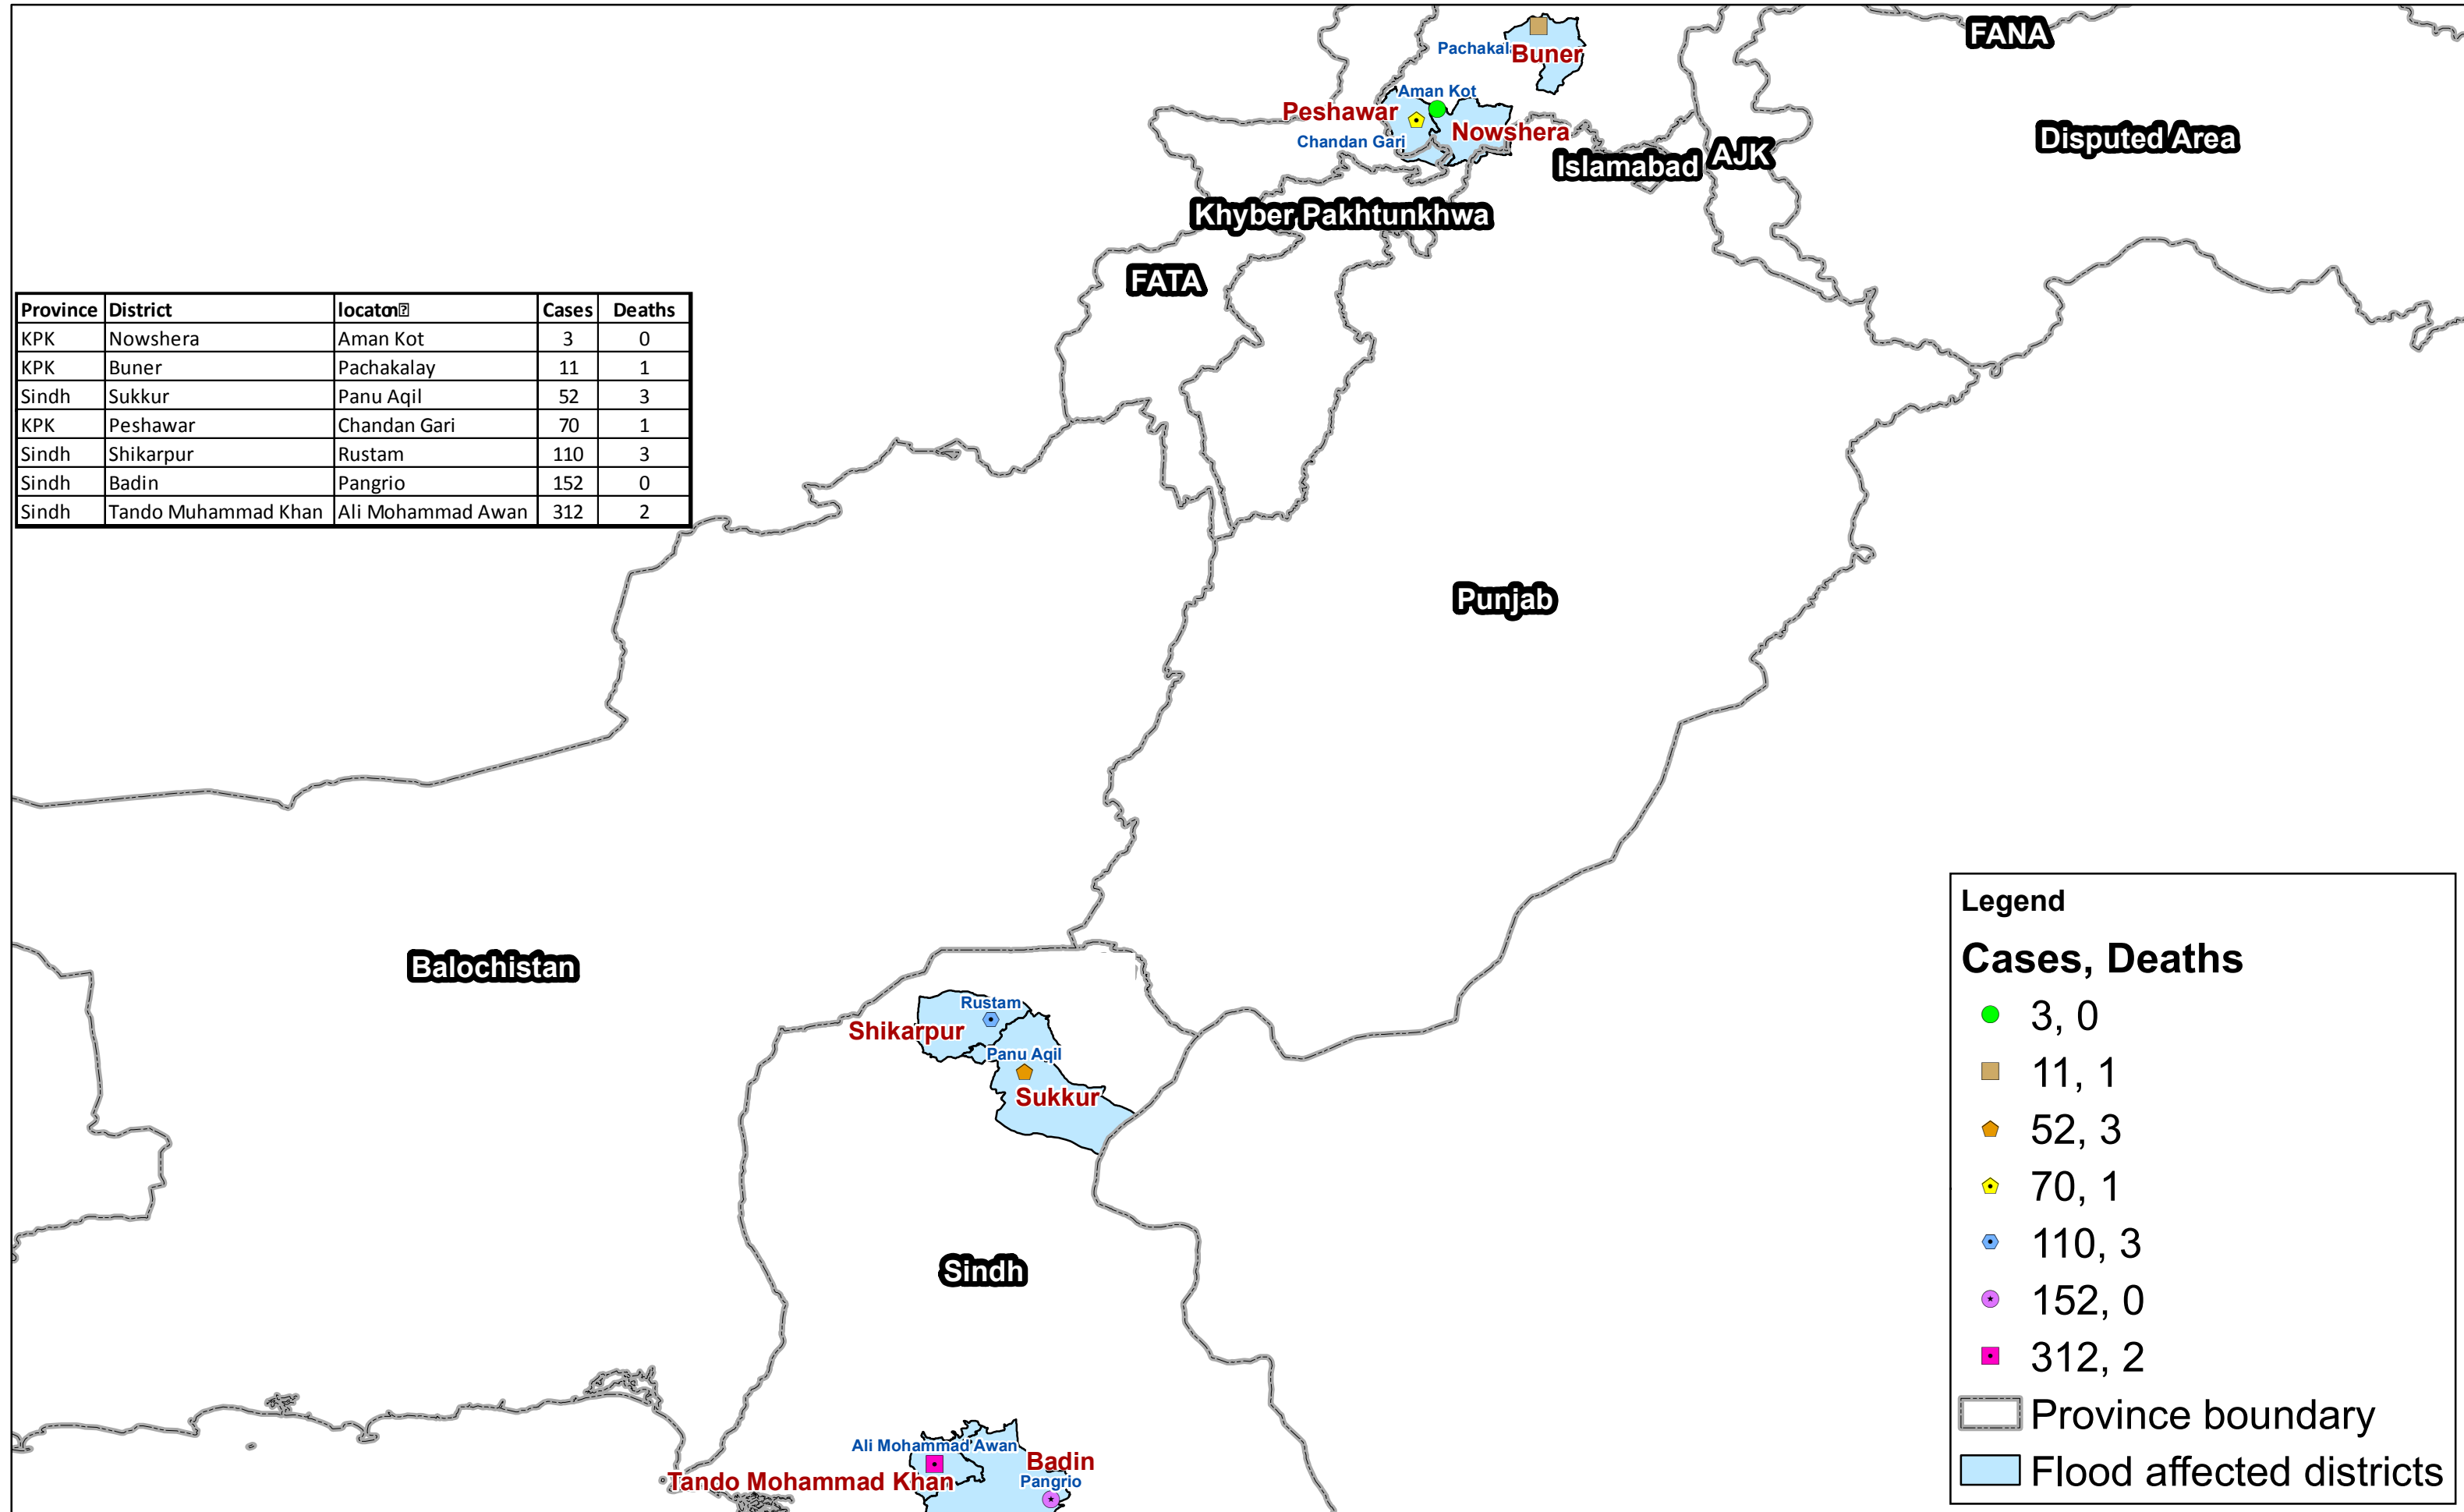 FANA
Pachakal
Buner
Aman Kot
Peshawar
Nowshera
Chandan Gari
Islamabad
AJK
Disputed Area
Khyber Pakhtunkhwa
FATA
Province District locaton Cases Deaths
KPK Nowshera Aman Kot 3 0
KPK Buner Pachakalay 11 1
Sindh Sukkur Panu Aqil 52 3
KPK Peshawar Chandan Gari 70 1
Sindh Shikarpur Rustam 110 3
Sindh Badin Pangrio 152 0
Sindh Tando Muhammad Khan Ali Mohammad Awan 312 2
Punjab
Balochistan
Rustam
Shikarpur
Panu Aqil
Sukkur
Sindh
Ali Mohammad Awan
Badin
Tando Mohammad Khan
Pangrio
Legend
Cases, Deaths
3, 0
11, 1
52, 3
70, 1
110, 3
152, 0
312, 2
Province boundary
Flood affected districts